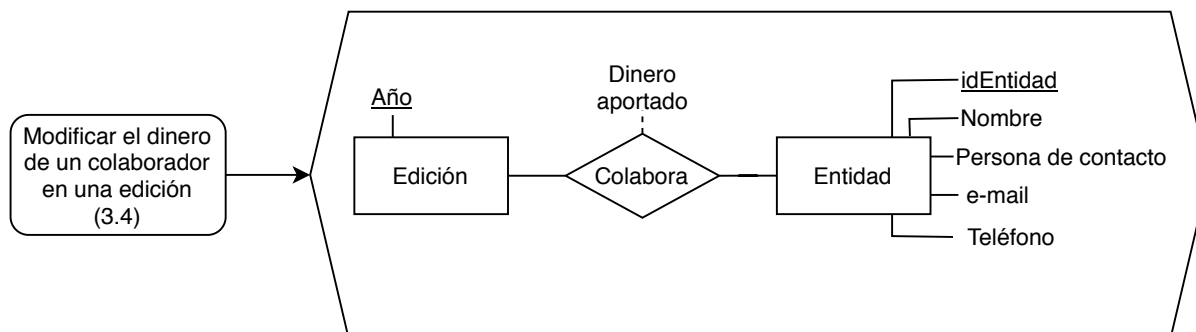 Modificar el dinero
de un colaborador
en una edición
(3.4)
Año
Edición
Dinero
aportado
Colabora
Entidad
idEntidad
Nombre
Persona de contacto
e-mail
Teléfono